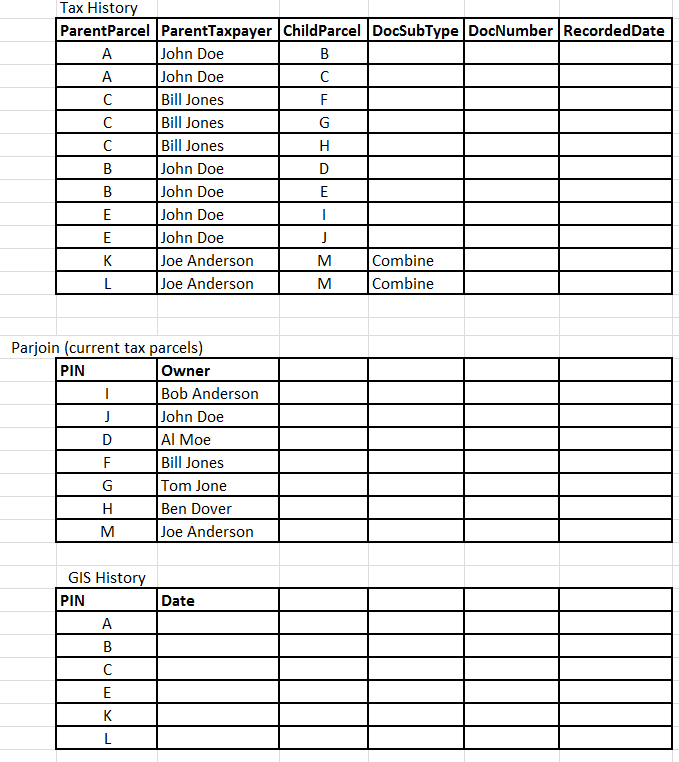 Tax History
ParentParcel ParentTaxpayer ChildParcel DocSubType DocNumber RecordedDate
A John Doe B
A John Doe C
C Bill Jones F
C Bill Jones G
C Bill Jones H
B John Doe D
B John Doe E
E John Doe I
E John Doe J
K Joe Anderson M Combine
L Joe Anderson M Combine
Parjoin (current tax parcels)
PIN Owner
I Bob Anderson
J John Doe
D Al Moe
F Bill Jones
G Tom Jone
H Ben Dover
M Joe Anderson
GIS History
PIN Date
A
B
C
E
K
L